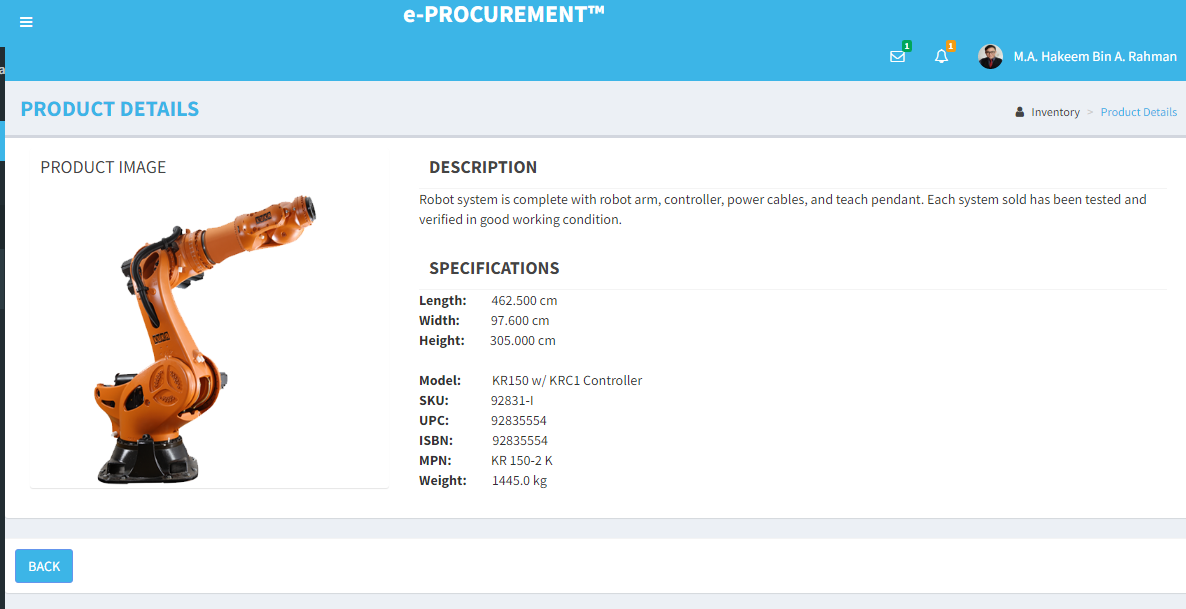 e-PROCUREMENT™
1
1
M.A. Hakeem Bin A. Rahman
PRODUCT DETAILS
Inventory > Product Details
PRODUCT IMAGE
DESCRIPTION
Robot system is complete with robot arm, controller, power cables, and teach pendant. Each system sold has been tested and
verified in good working condition.
SPECIFICATIONS
Length: 462.500 cm
Width: 97.600 cm
Height: 305.000 cm
Model: KR150 w/ KRC1 Controller
SKU: 92831-I
UPC: 92835554
ISBN: 92835554
MPN: KR 150-2 K
Weight: 1445.0 kg
BACK